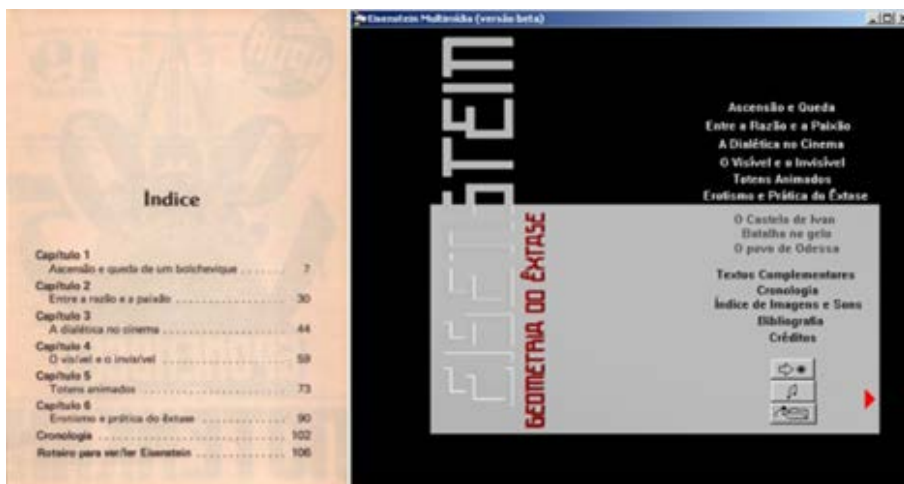 Índice
Capítulo 1
Ascensão e queda de um bolchevique ........ 7
Capítulo 2
Entre a razão e a paixão .................... 30
Capítulo 3
A dialética no cinema ....................... 44
Capítulo 4
O visível e o invisível ....................... 59
Capítulo 5
Totens animados ........................... 73
Capítulo 6
Erotismo e prática do êxtase ............... 90
Cronologia ................................ 102
Roteiro para ver/ler Eisenstein .............. 106
Eisenstein Multimídia (versão beta)
EISENSTEIN
GEOMETRIA DO ÊXTASE
Ascensão e Queda
Entre a Razão e a Paixão
A Dialética no Cinema
O Visível e o Invisível
Totens Animados
Erotismo e Prática do Êxtase
O Castelo de Ivan
Batalha no gelo
O povo de Odessa
Textos Complementares
Cronologia
Índice de Imagens e Sons
Bibliografia
Créditos